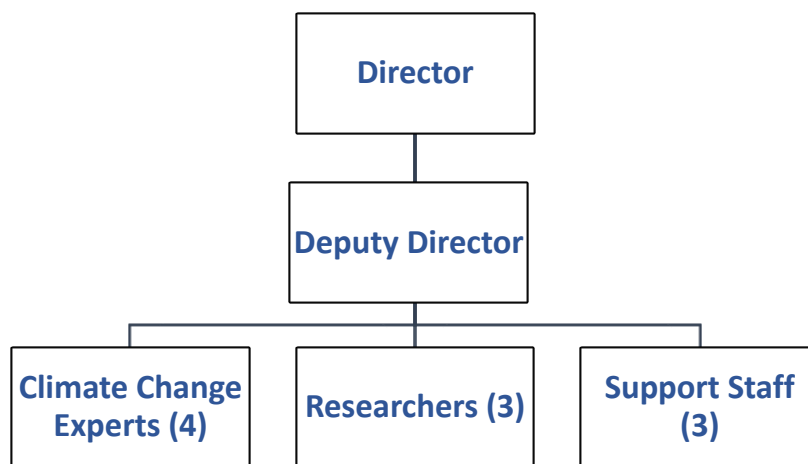 Director
Deputy Director
Climate Change
Experts (4)
Researchers (3)
Support Staff
(3)